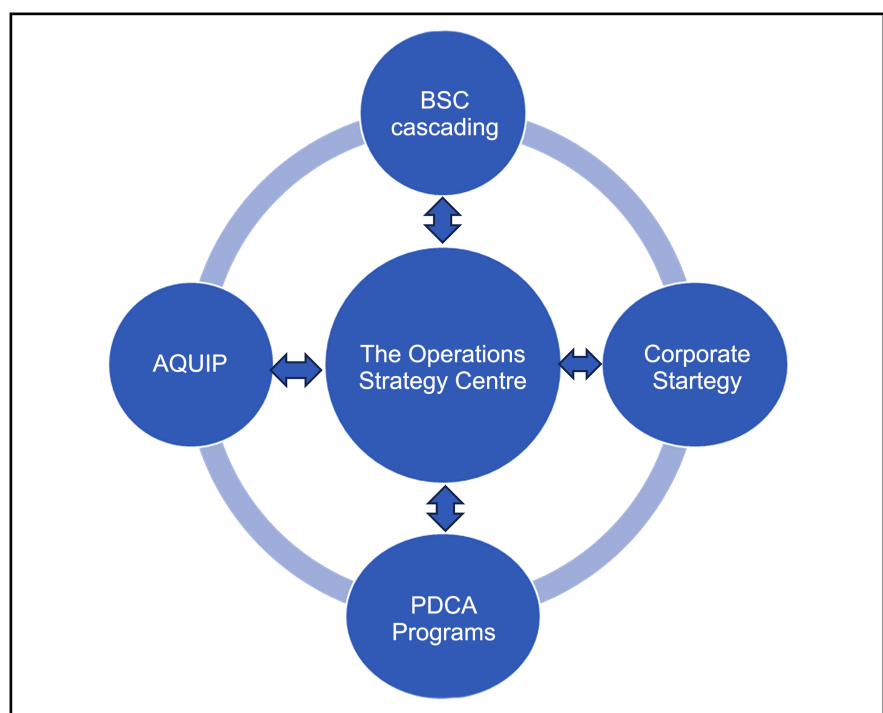 BSC
cascading
AQUIP
The Operations
Strategy Centre
Corporate
Startegy
PDCA
Programs